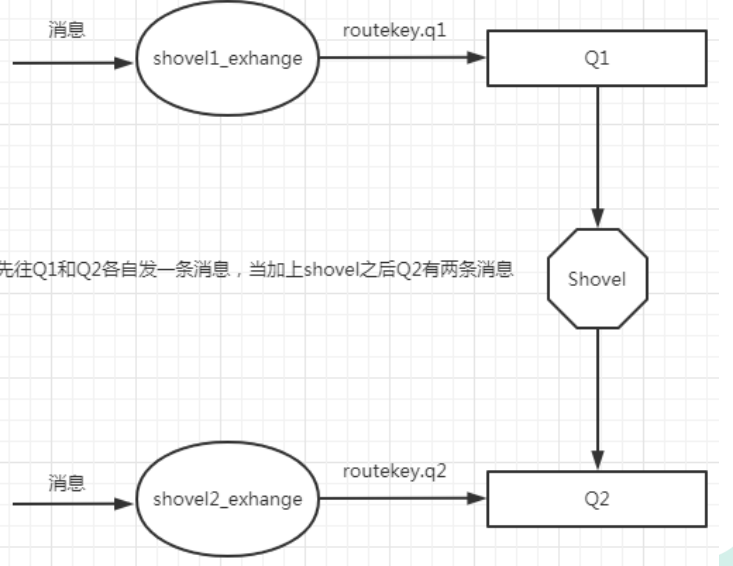 消息
shovel1_exhange
routekey.q1
Q1
先往Q1和Q2各自发一条消息，当加上shovel之后Q2有两条消息
Shovel
消息
shovel2_exhange
routekey.q2
Q2